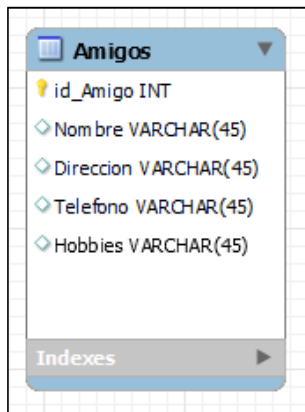 Amigos
id_Amigo INT
Nombre VARCHAR(45)
Direccion VARCHAR(45)
Telefono VARCHAR(45)
Hobbies VARCHAR(45)
Indexes